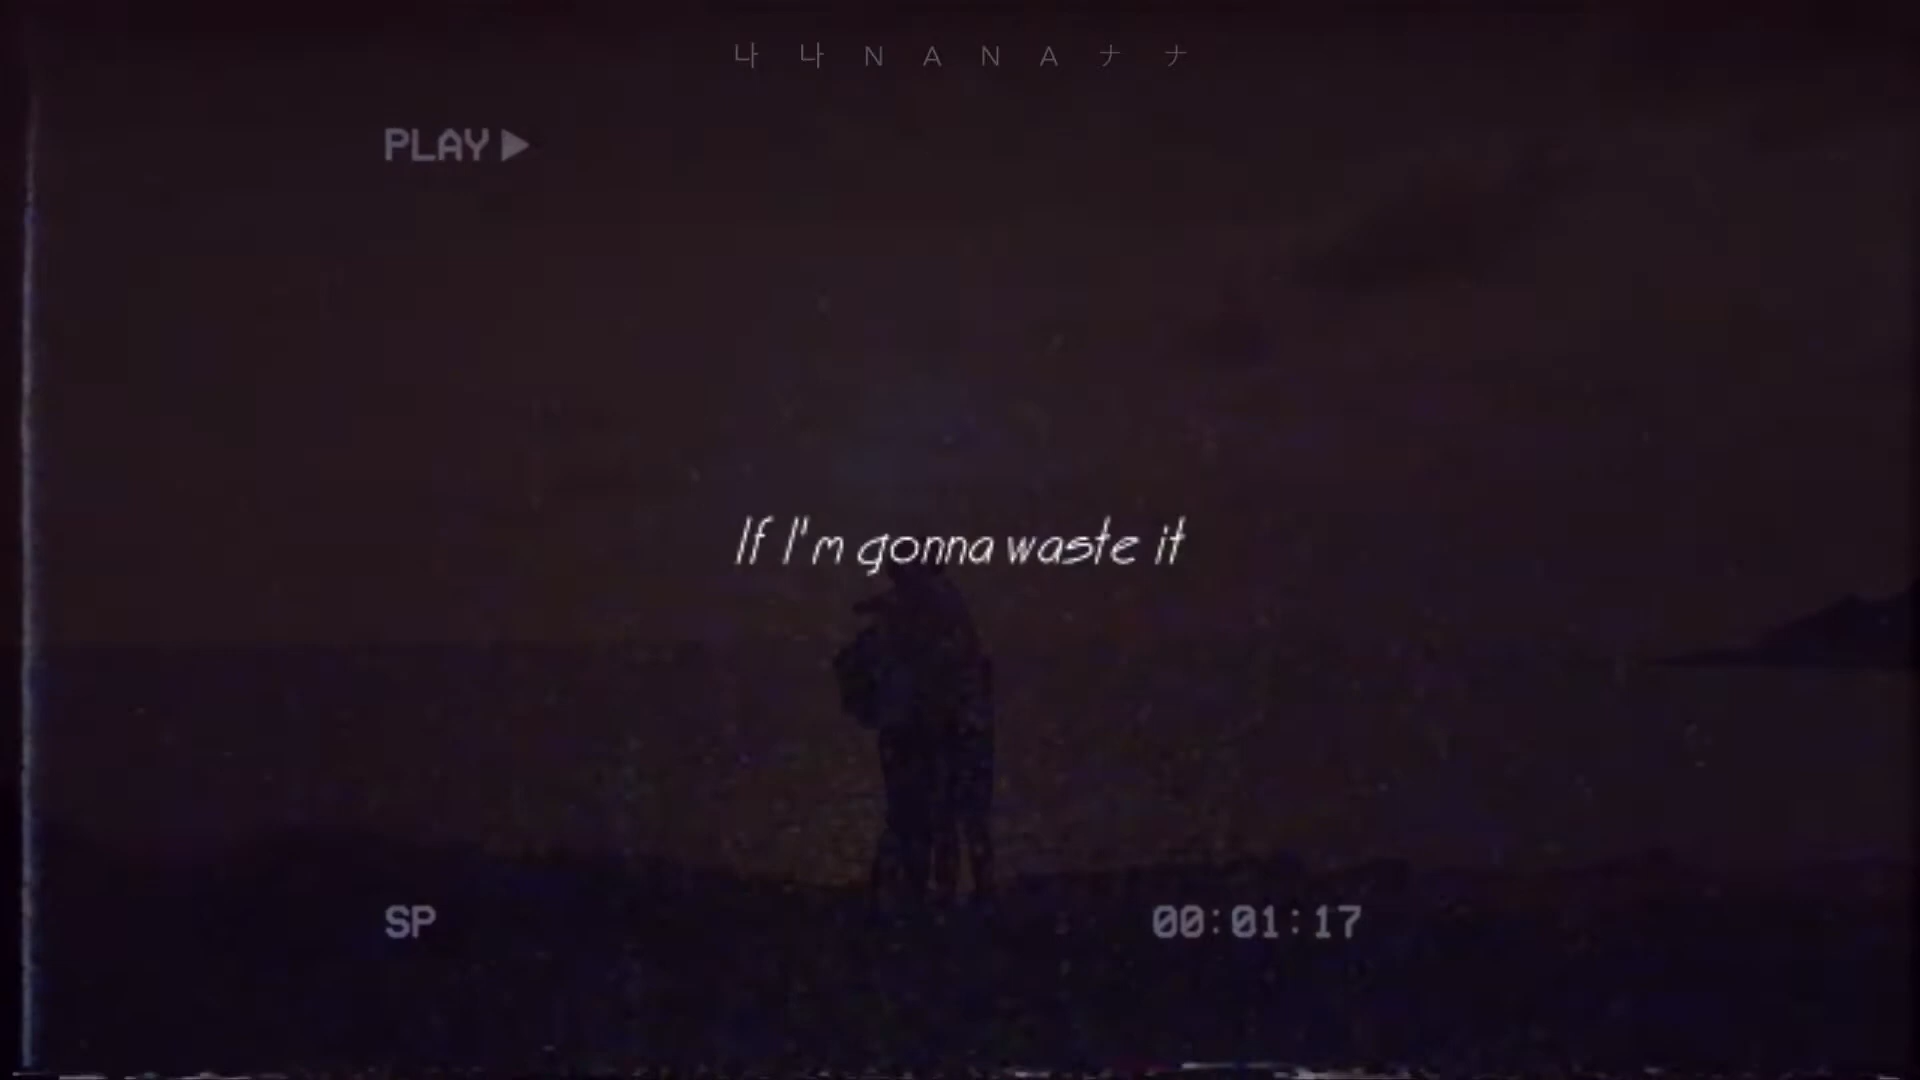 나 나 N A N A ナ ナ
PLAY ▶
If I'm gonna waste it
SP
00:01:17